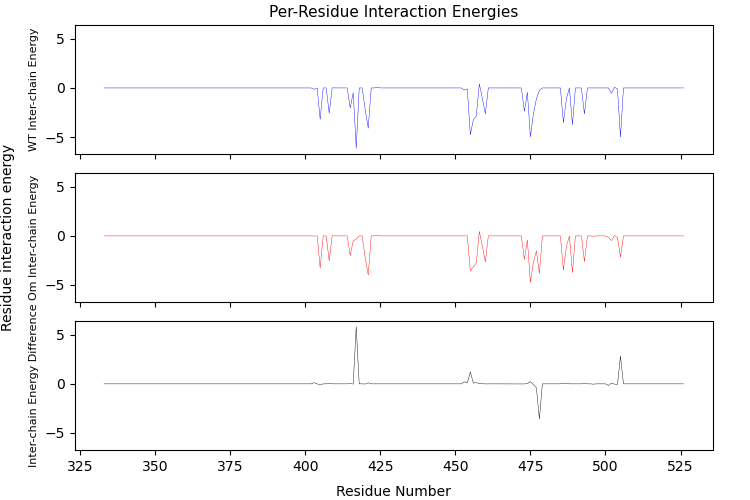 Per-Residue Interaction Energies
Residue interaction energy
WT Inter-chain Energy
5
0
−5
Om Inter-chain Energy
5
0
−5
Inter-chain Energy Difference
5
0
−5
325 350 375 400 425 450 475 500 525
Residue Number